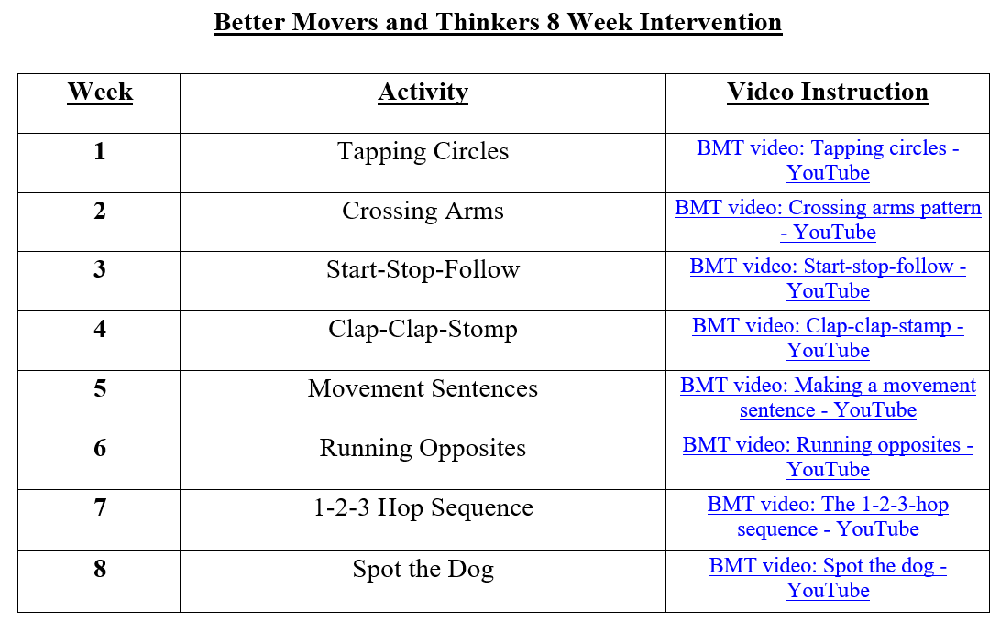 Better Movers and Thinkers 8 Week Intervention
Week Activity Video Instruction
1 Tapping Circles BMT video: Tapping circles -
YouTube
2 Crossing Arms BMT video: Crossing arms pattern
- YouTube
3 Start-Stop-Follow BMT video: Start-stop-follow -
YouTube
4 Clap-Clap-Stomp BMT video: Clap-clap-stamp -
YouTube
5 Movement Sentences BMT video: Making a movement
sentence - YouTube
6 Running Opposites BMT video: Running opposites -
YouTube
7 1-2-3 Hop Sequence BMT video: The 1-2-3-hop
sequence - YouTube
8 Spot the Dog BMT video: Spot the dog -
YouTube